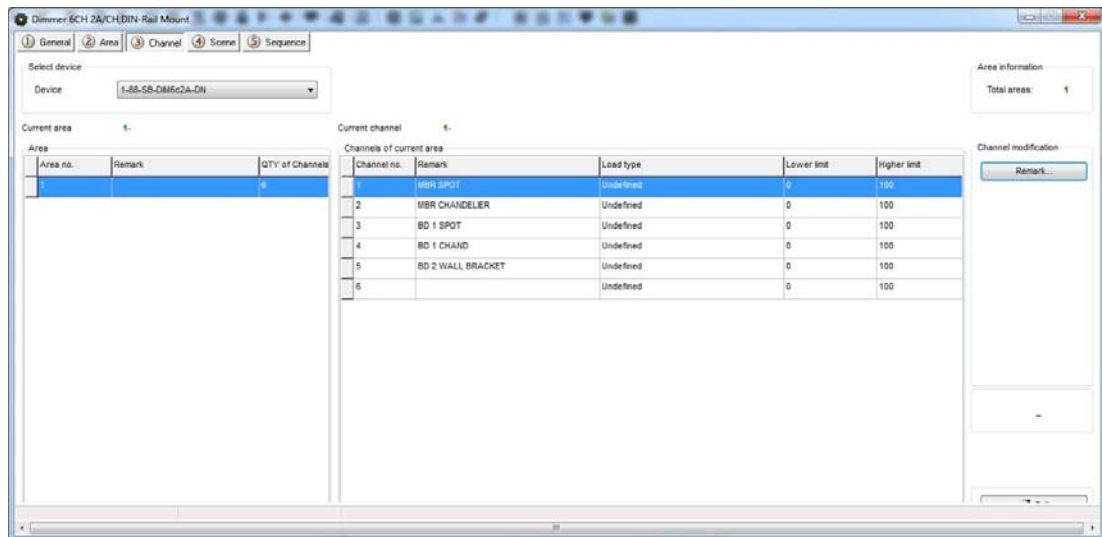 Dimmer 6CH 2A/CH,DIN-Rail Mount
1 General 2 Area 3 Channel 4 Scene 5 Sequence
Select device
Device 1-88-SB-DIM6c2A-DN
Area information
Total areas: 1
Current area 1-
Current channel 1-
Area
Channels of current area
Channel modification
Area no. Remark QTY of Channels
Channel no. Remark Load type Lower limit Higher limit
Remark...
1 6
1 MBR SPOT Undefined 0 100
2 MBR CHANDELIER Undefined 0 100
3 BD 1 SPOT Undefined 0 100
4 BD 1 CHAND Undefined 0 100
5 BD 2 WALL BRACKET Undefined 0 100
6 Undefined 0 100
-